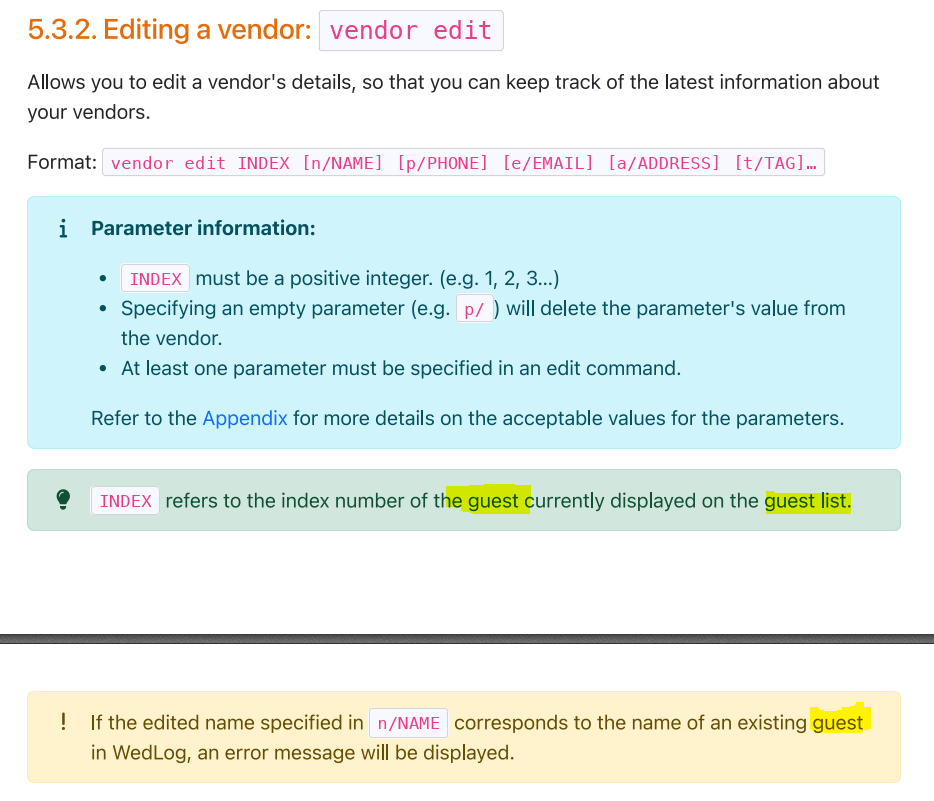 5.3.2. Editing a vendor: vendor edit
Allows you to edit a vendor's details, so that you can keep track of the latest information about
your vendors.
Format: vendor edit INDEX [n/NAME] [p/PHONE] [e/EMAIL] [a/ADDRESS] [t/TAG]…
Parameter information:
• INDEX must be a positive integer. (e.g. 1, 2, 3...)
• Specifying an empty parameter (e.g. p/ ) will delete the parameter's value from
the vendor.
• At least one parameter must be specified in an edit command.
Refer to the Appendix for more details on the acceptable values for the parameters.
INDEX refers to the index number of the guest currently displayed on the guest list.
! If the edited name specified in n/NAME corresponds to the name of an existing guest
in WedLog, an error message will be displayed.